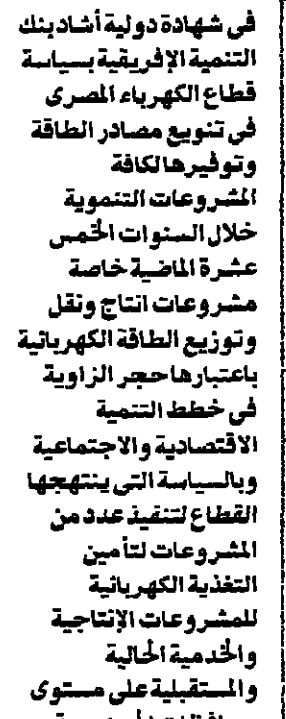 فى شهادة دولية أشاد بنك
التنمية الإفريقية بسياسة
قطاع الكهرباء المصرى
فى تنويع مصادر الطاقة
وتوفيرها لكافة
المشروعات التنموية
خلال السنوات الخمس
عشرة الماضية خاصة
مشروعات انتاج ونقل
وتوزيع الطاقة الكهربائية
باعتبارها حجر الزاوية
فى خطط التنمية
الاقتصادية والاجتماعية
وبالسياسة التى ينتهجها
القطاع لتنفيذ عدد من
المشروعات لتأمين
التغذية الكهربائية
للمشروعات الإنتاجية
والخدمية الحالية
والمستقبلية على مستوى